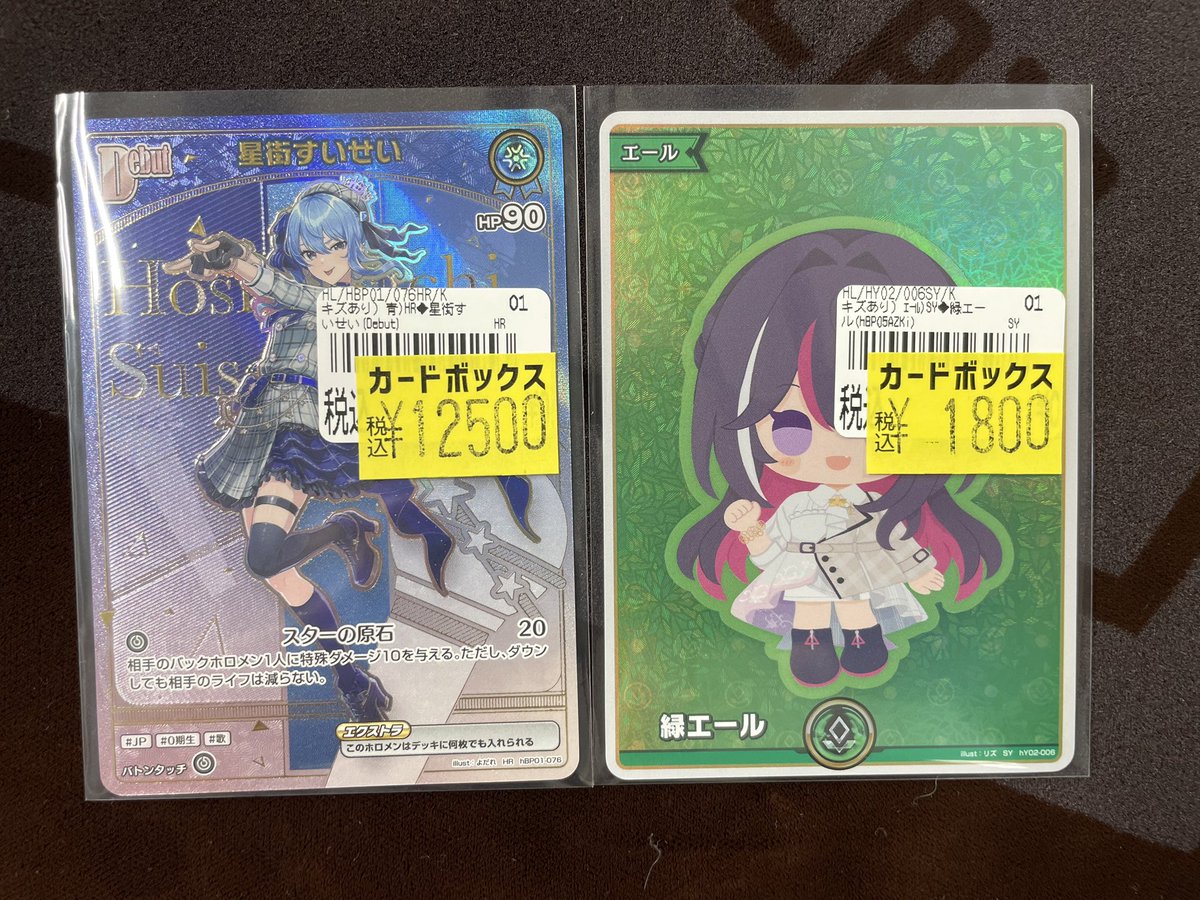 Debut
星街すいせい
HP90
Hoshimachi
Suisei
HL/HBP01/076HR/K
キズあり) 青)HR◆星街す
いせい(Debut)
01
HR
税込
カードボックス
税込
¥12500
スターの原石
20
相手のバックホロメン1人に特殊ダメージ10を与える。ただし、ダウン
しても相手のライフは減らない。
#JP #0期生 #歌
エクストラ
このホロメンはデッキに何枚でも入れられる
バトンタッチ
illust:よだれ HR hBP01-076
エール
HL/HY02/006SY/K
キズあり) エール)SY◆緑エー
ル(hBP05AZKi)
01
SY
税
カードボックス
税込
¥ 1800
緑エール
illust:リズ SY hY02-006